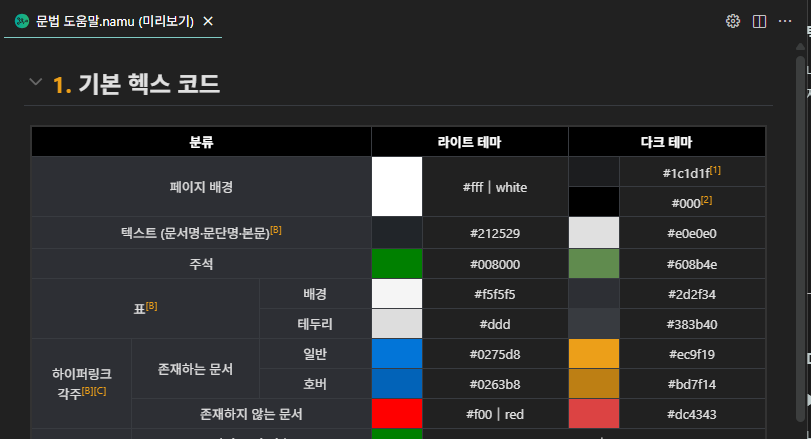 문법 도움말.namu (미리보기)
1. 기본 헥스 코드
분류 라이트 테마 다크 테마
페이지 배경 #fff | white #1c1d1f[1]
#000[2]
텍스트 (문서명·문단명·본문)[B] #212529 #e0e0e0
주석 #008000 #608b4e
표[B] 배경 #f5f5f5 #2d2f34
테두리 #ddd #383b40
하이퍼링크
각주[B][C] 존재하는 문서 일반 #0275d8 #ec9f19
호버 #0263b8 #bd7f14
존재하지 않는 문서 #f00 | red #dc4343